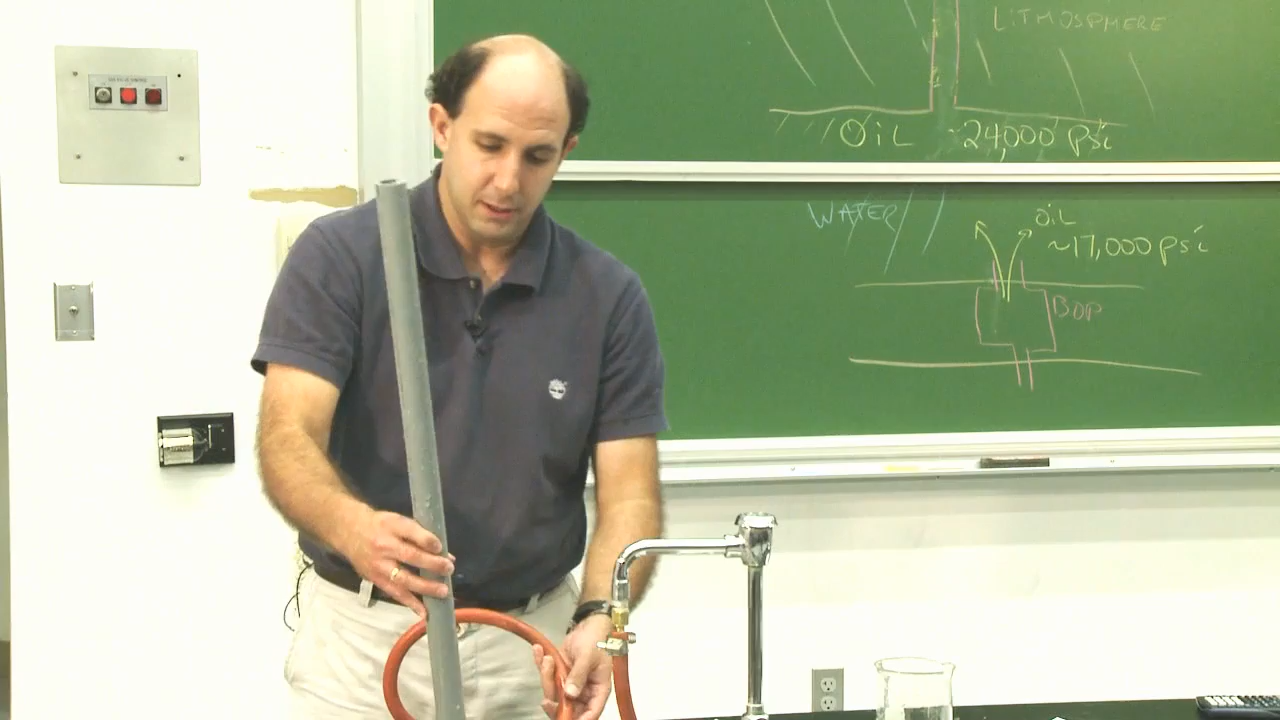 LITHOSPHERE
OiL ~24,000 psi
WATER
OiL
~17,000 psi
BOP